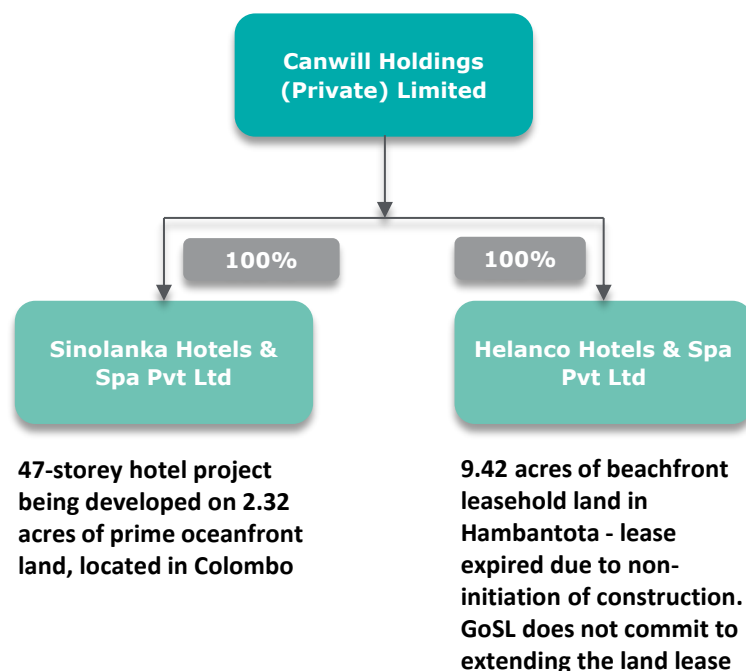 Canwill Holdings
(Private) Limited
100%
100%
Sinolanka Hotels &
Spa Pvt Ltd
Helanco Hotels & Spa
Pvt Ltd
47-storey hotel project
being developed on 2.32
acres of prime oceanfront
land, located in Colombo
9.42 acres of beachfront
leasehold land in
Hambantota - lease
expired due to non-
initiation of construction.
GoSL does not commit to
extending the land lease